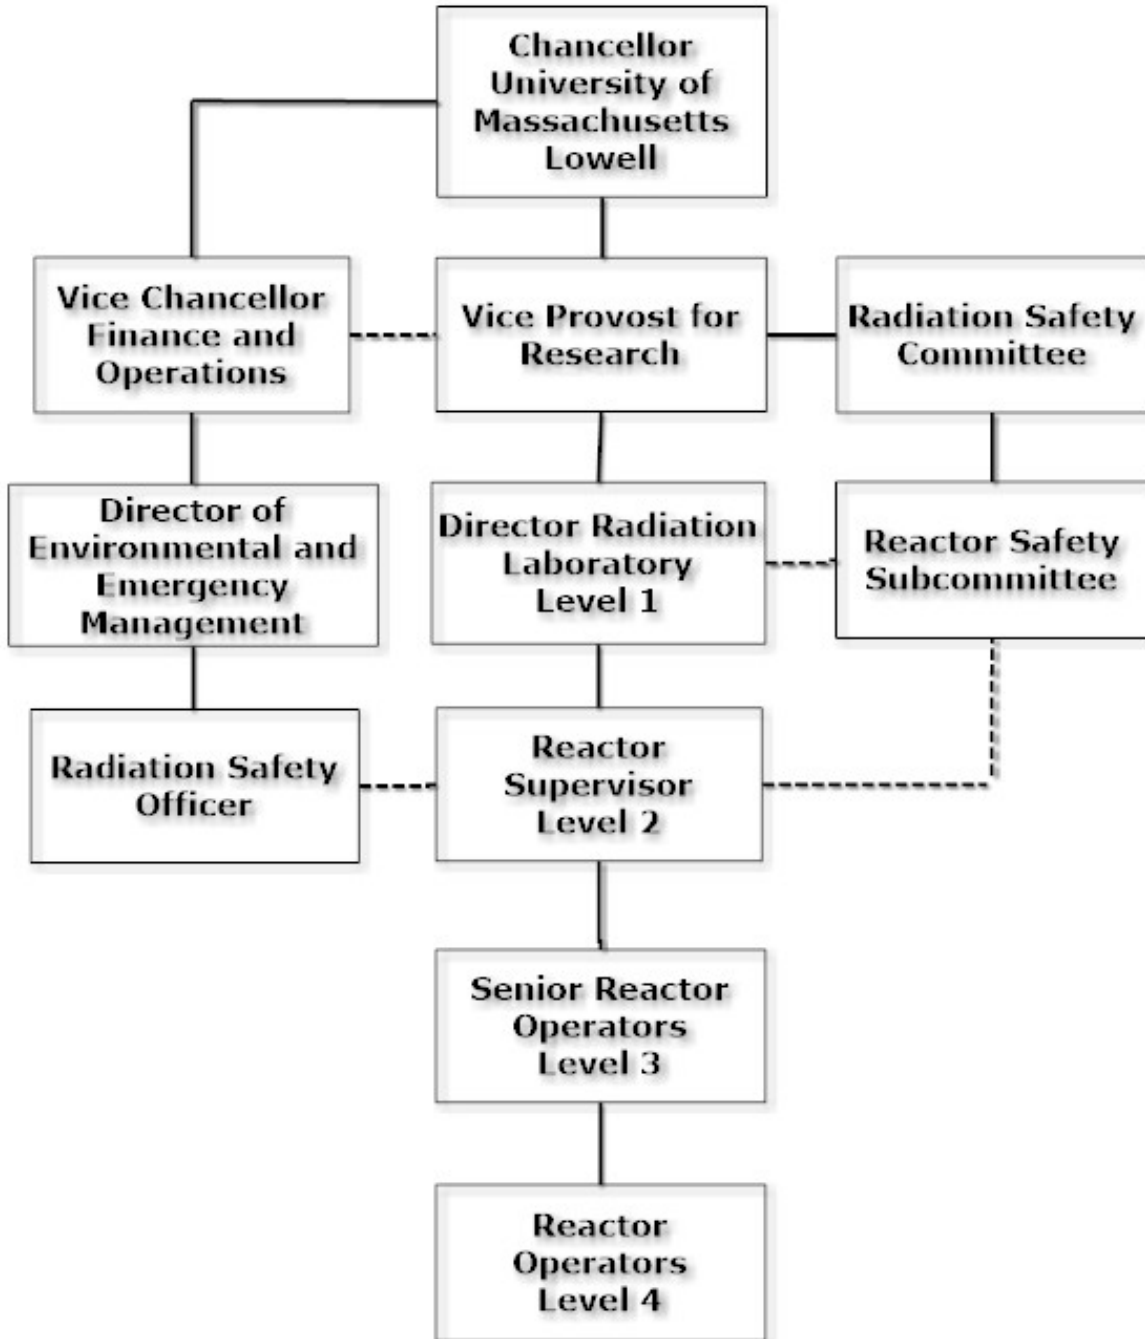 Chancellor
University of
Massachusetts
Lowell
Vice Chancellor
Finance and
Operations
Vice Provost for
Research
Radiation Safety
Committee
Director of
Environmental and
Emergency
Management
Director Radiation
Laboratory
Level 1
Reactor Safety
Subcommittee
Radiation Safety
Officer
Reactor
Supervisor
Level 2
Senior Reactor
Operators
Level 3
Reactor
Operators
Level 4